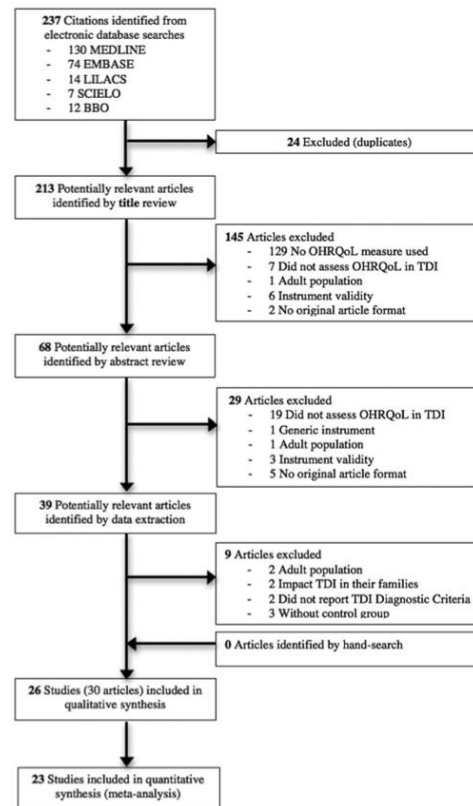 237 Citations identified from
electronic database searches
- 130 MEDLINE
- 74 EMBASE
- 14 LILACS
- 7 SCIELO
- 12 BBO
24 Excluded (duplicates)
213 Potentially relevant articles
identified by title review
145 Articles excluded
- 129 No OHRQoL measure used
- 7 Did not assess OHRQoL in TDI
- 1 Adult population
- 6 Instrument validity
- 2 No original article format
68 Potentially relevant articles
identified by abstract review
29 Articles excluded
- 19 Did not assess OHRQoL in TDI
- 1 Generic instrument
- 1 Adult population
- 3 Instrument validity
- 5 No original article format
39 Potentially relevant articles
identified by data extraction
9 Articles excluded
- 2 Adult population
- 2 Impact TDI in their families
- 2 Did not report TDI Diagnostic Criteria
- 3 Without control group
0 Articles identified by hand-search
26 Studies (30 articles) included in
qualitative synthesis
23 Studies included in quantitative
synthesis (meta-analysis)